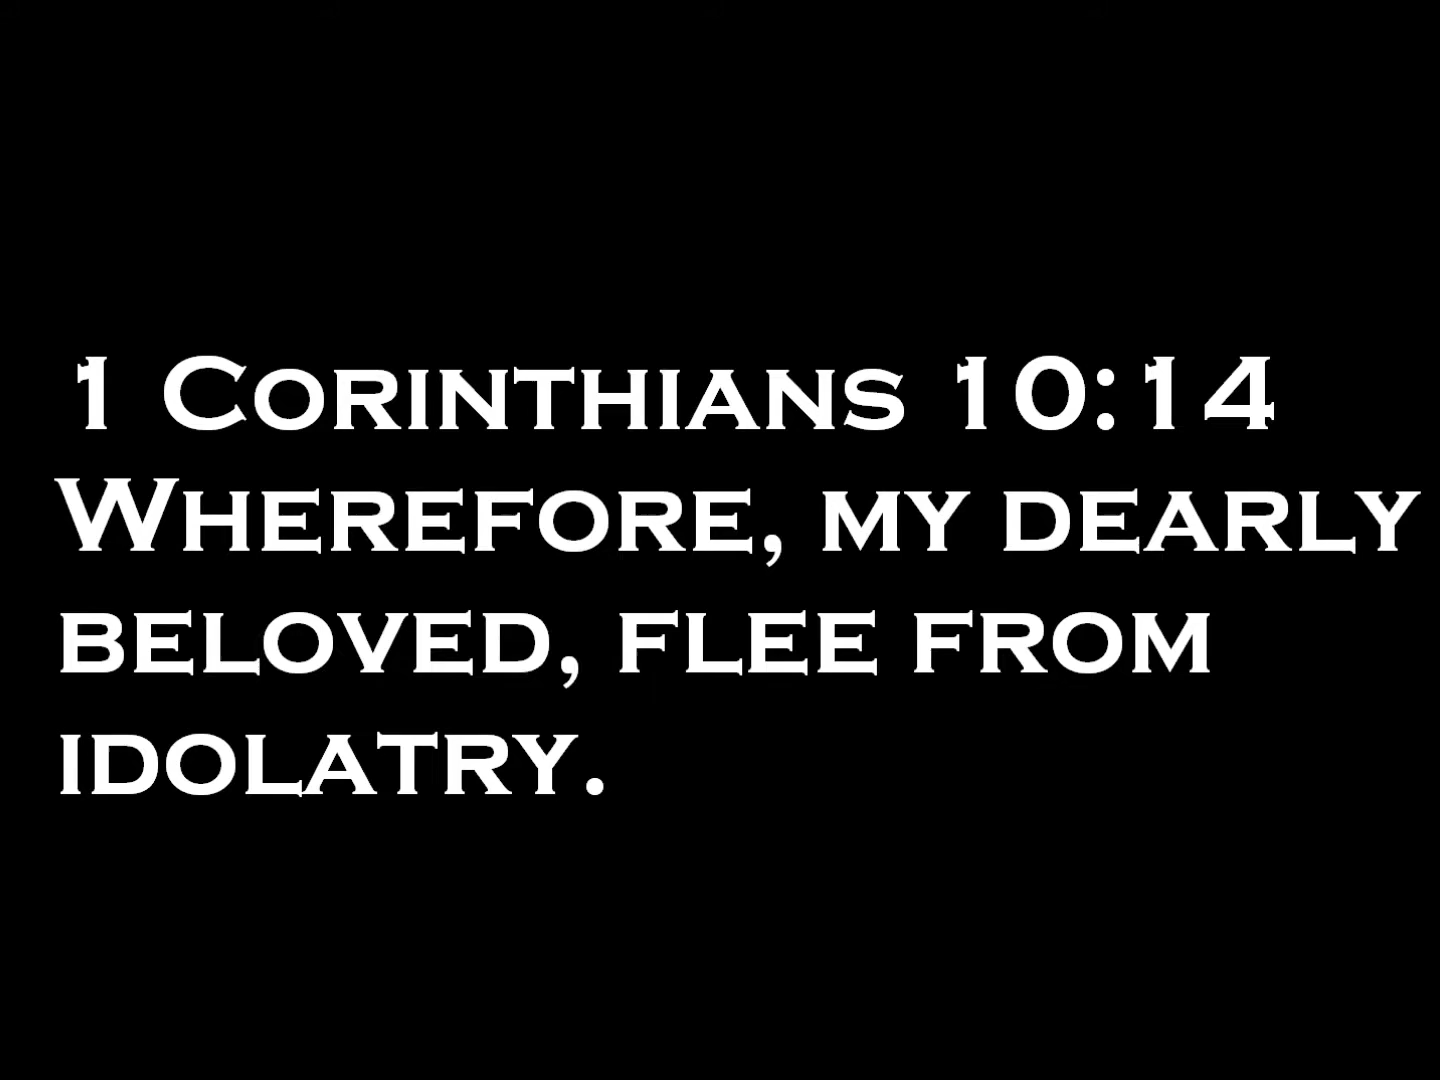 1 Corinthians 10:14
Wherefore, my dearly
beloved, flee from
idolatry.